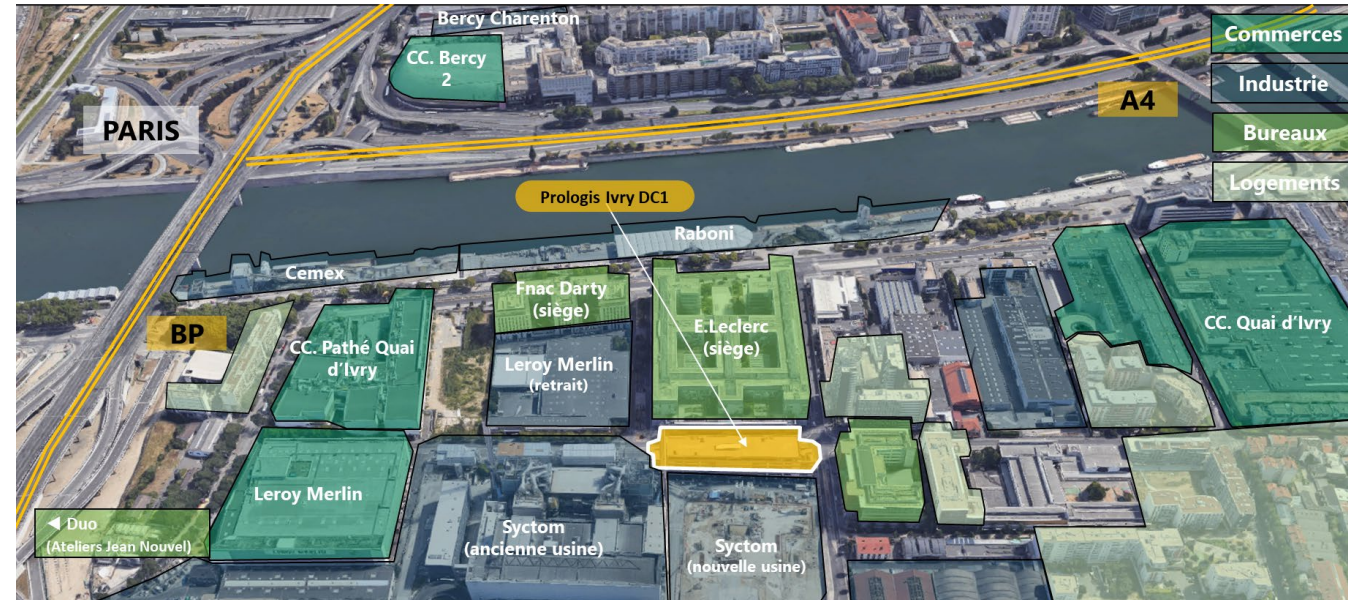 Bercy Charenton
Commerces
CC. Bercy
2
Industrie
A4
PARIS
Bureaux
Logements
Prologis Ivry DC1
Raboni
Cemex
Fnac Darty
(siège)
E.Leclerc
(siège)
CC. Quai d'Ivry
BP
CC. Pathé Quai
d'Ivry
Leroy Merlin
(retrait)
Leroy Merlin
◄ Duo
(Ateliers Jean Nouvel)
Syctom
(ancienne usine)
Syctom
(nouvelle usine)